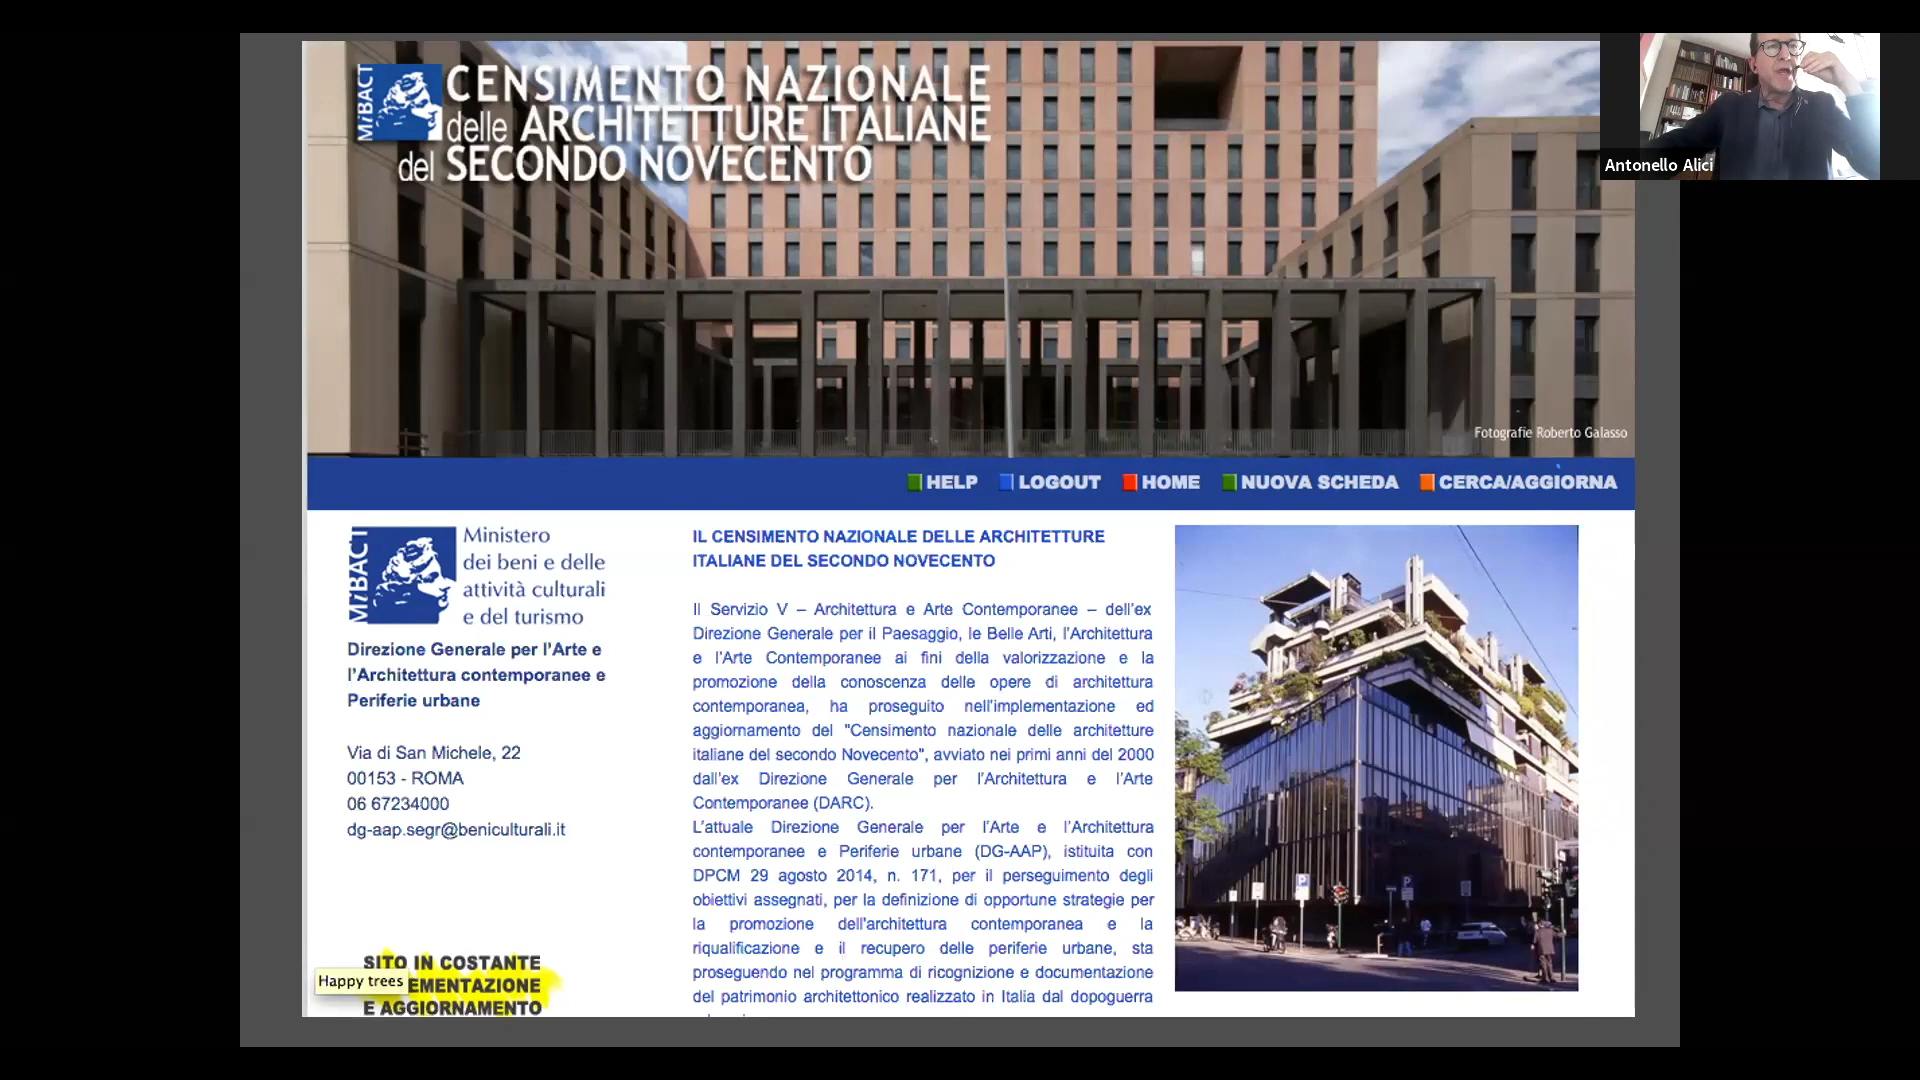 MiBACT
CENSIMENTO NAZIONALE
delle ARCHITETTURE ITALIANE
del SECONDO NOVECENTO
Antonello Alici
Fotografie Roberto Galasso
HELP LOGOUT HOME NUOVA SCHEDA CERCA/AGGIORNA
MiBACT
Ministero
dei beni e delle
attività culturali
e del turismo
Direzione Generale per l'Arte e
l'Architettura contemporanee e
Periferie urbane
Via di San Michele, 22
00153 - ROMA
06 67234000
dg-aap.segr@beniculturali.it
SITO IN COSTANTE
Happy trees
EMENTAZIONE
E AGGIORNAMENTO
IL CENSIMENTO NAZIONALE DELLE ARCHITETTURE
ITALIANE DEL SECONDO NOVECENTO
Il Servizio V – Architettura e Arte Contemporanee – dell'ex
Direzione Generale per il Paesaggio, le Belle Arti, l'Architettura
e l'Arte Contemporanee ai fini della valorizzazione e la
promozione della conoscenza delle opere di architettura
contemporanea, ha proseguito nell'implementazione ed
aggiornamento del "Censimento nazionale delle architetture
italiane del secondo Novecento", avviato nei primi anni del 2000
dall'ex Direzione Generale per l'Architettura e l'Arte
Contemporanee (DARC).
L'attuale Direzione Generale per l'Arte e l'Architettura
contemporanee e Periferie urbane (DG-AAP), istituita con
DPCM 29 agosto 2014, n. 171, per il perseguimento degli
obiettivi assegnati, per la definizione di opportune strategie per
la promozione dell'architettura contemporanea e la
riqualificazione e il recupero delle periferie urbane, sta
proseguendo nel programma di ricognizione e documentazione
del patrimonio architettonico realizzato in Italia dal dopoguerra